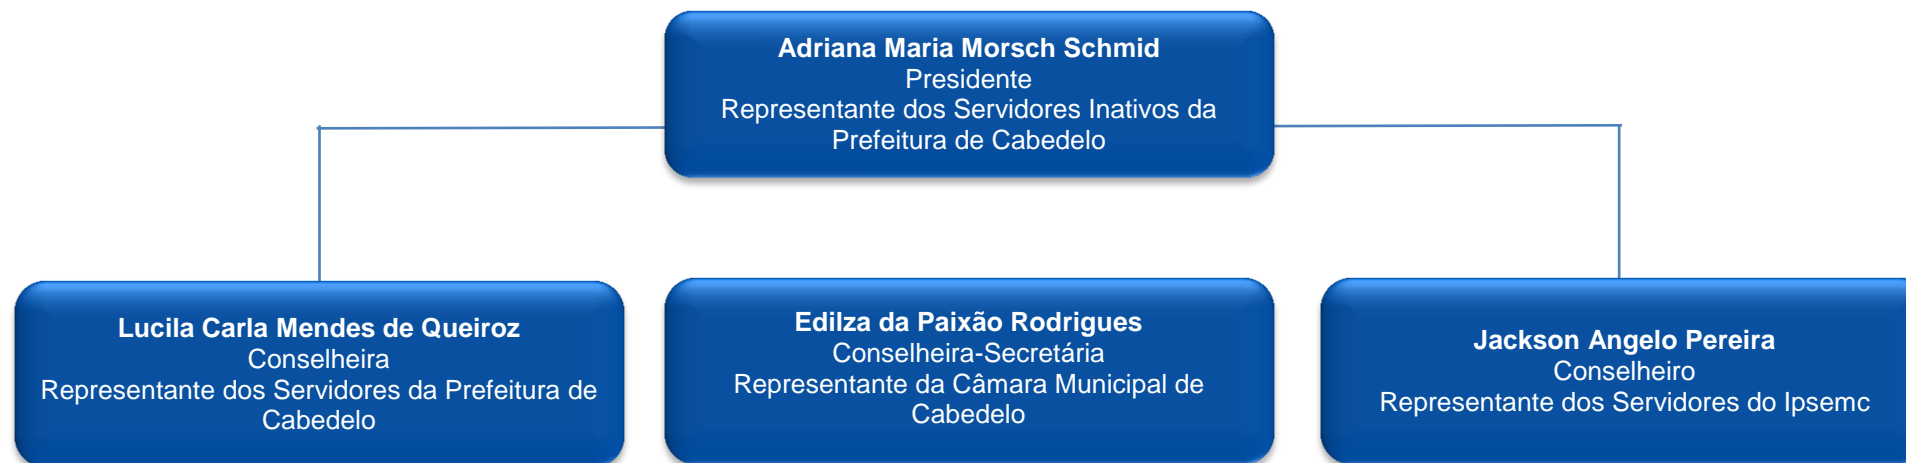 Adriana Maria Morsch Schmid
Presidente
Representante dos Servidores Inativos da
Prefeitura de Cabedelo
Lucila Carla Mendes de Queiroz
Conselheira
Representante dos Servidores da Prefeitura de
Cabedelo
Edilza da Paixão Rodrigues
Conselheira-Secretária
Representante da Câmara Municipal de
Cabedelo
Jackson Angelo Pereira
Conselheiro
Representante dos Servidores do Ipsemc